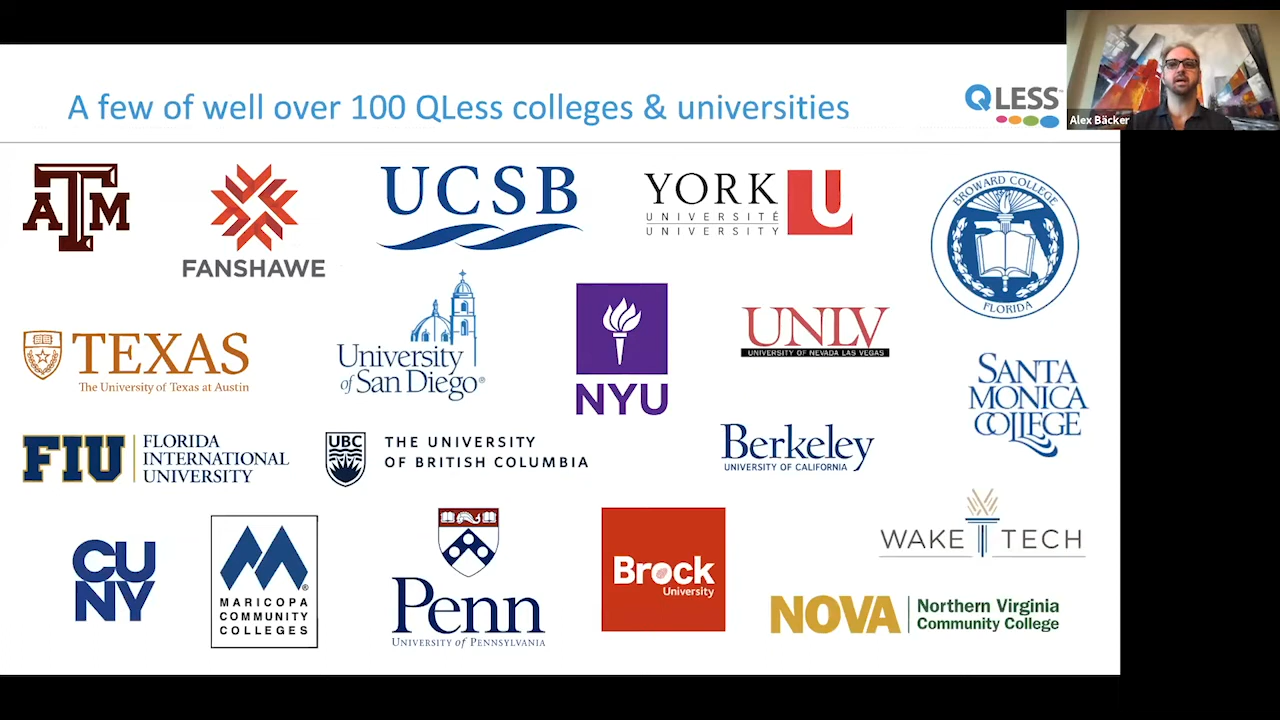 A few of well over 100 QLess colleges & universities
QLESS
Alex Bäcker
ATM
FANSHAWE
UCSB
YORK
UNIVERSITÉ
UNIVERSITY
U
BROWARD COLLEGE
FLORIDA
TEXAS
The University of Texas at Austin
University
of San Diego®
NYU
UNLV
UNIVERSITY OF NEVADA LAS VEGAS
SANTA
MONICA
COLLEGE
FIU
FLORIDA
INTERNATIONAL
UNIVERSITY
UBC
THE UNIVERSITY
OF BRITISH COLUMBIA
Berkeley
UNIVERSITY OF CALIFORNIA
CU
NY
®
MARICOPA
COMMUNITY
COLLEGES
Penn
UNIVERSITY of PENNSYLVANIA
Brock
University
WAKE TECH
NOVA
Northern Virginia
Community College